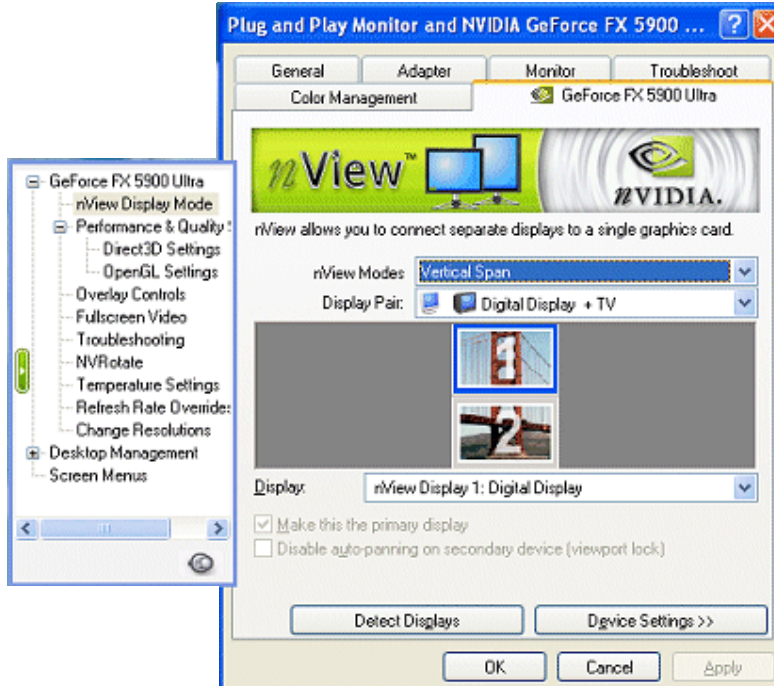 Plug and Play Monitor and NVIDIA GeForce FX 5900 ...
General Adapter Monitor Troubleshoot
Color Management GeForce FX 5900 Ultra
nView™
nVIDIA.
nView allows you to connect separate displays to a single graphics card.
nView Modes Vertical Span
Display Pair: Digital Display + TV
1
2
Display: nView Display 1: Digital Display
Make this the primary display
Disable auto-panning on secondary device (viewport lock)
Detect Displays Device Settings >>
OK Cancel Apply
GeForce FX 5900 Ultra
nView Display Mode
Performance & Quality S
Direct3D Settings
OpenGL Settings
Overlay Controls
Fullscreen Video
Troubleshooting
NVRotate
Temperature Settings
Refresh Rate Overrides
Change Resolutions
Desktop Management
Screen Menus